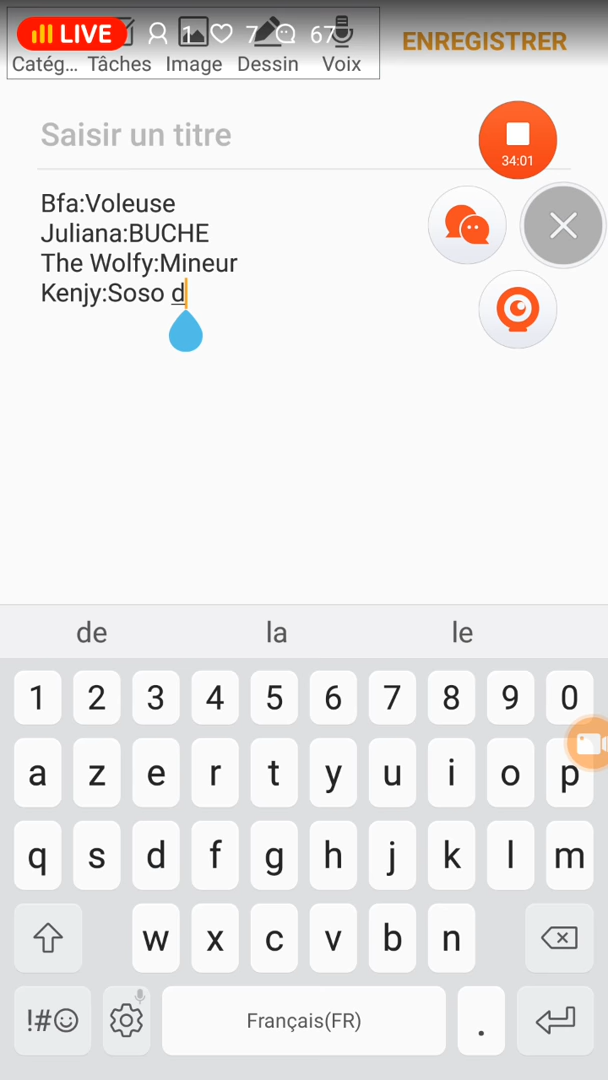 LIVE 1 7 67
ENREGISTRER
Catég... Tâches Image Dessin Voix
Saisir un titre
34:01
Bfa:Voleuse
Juliana:BUCHE
The Wolfy:Mineur
Kenjy:Soso d
de la le
1 2 3 4 5 6 7 8 9 0
a z e r t y u i o p
q s d f g h j k l m
w x c v b n
!#☺ Français(FR) .